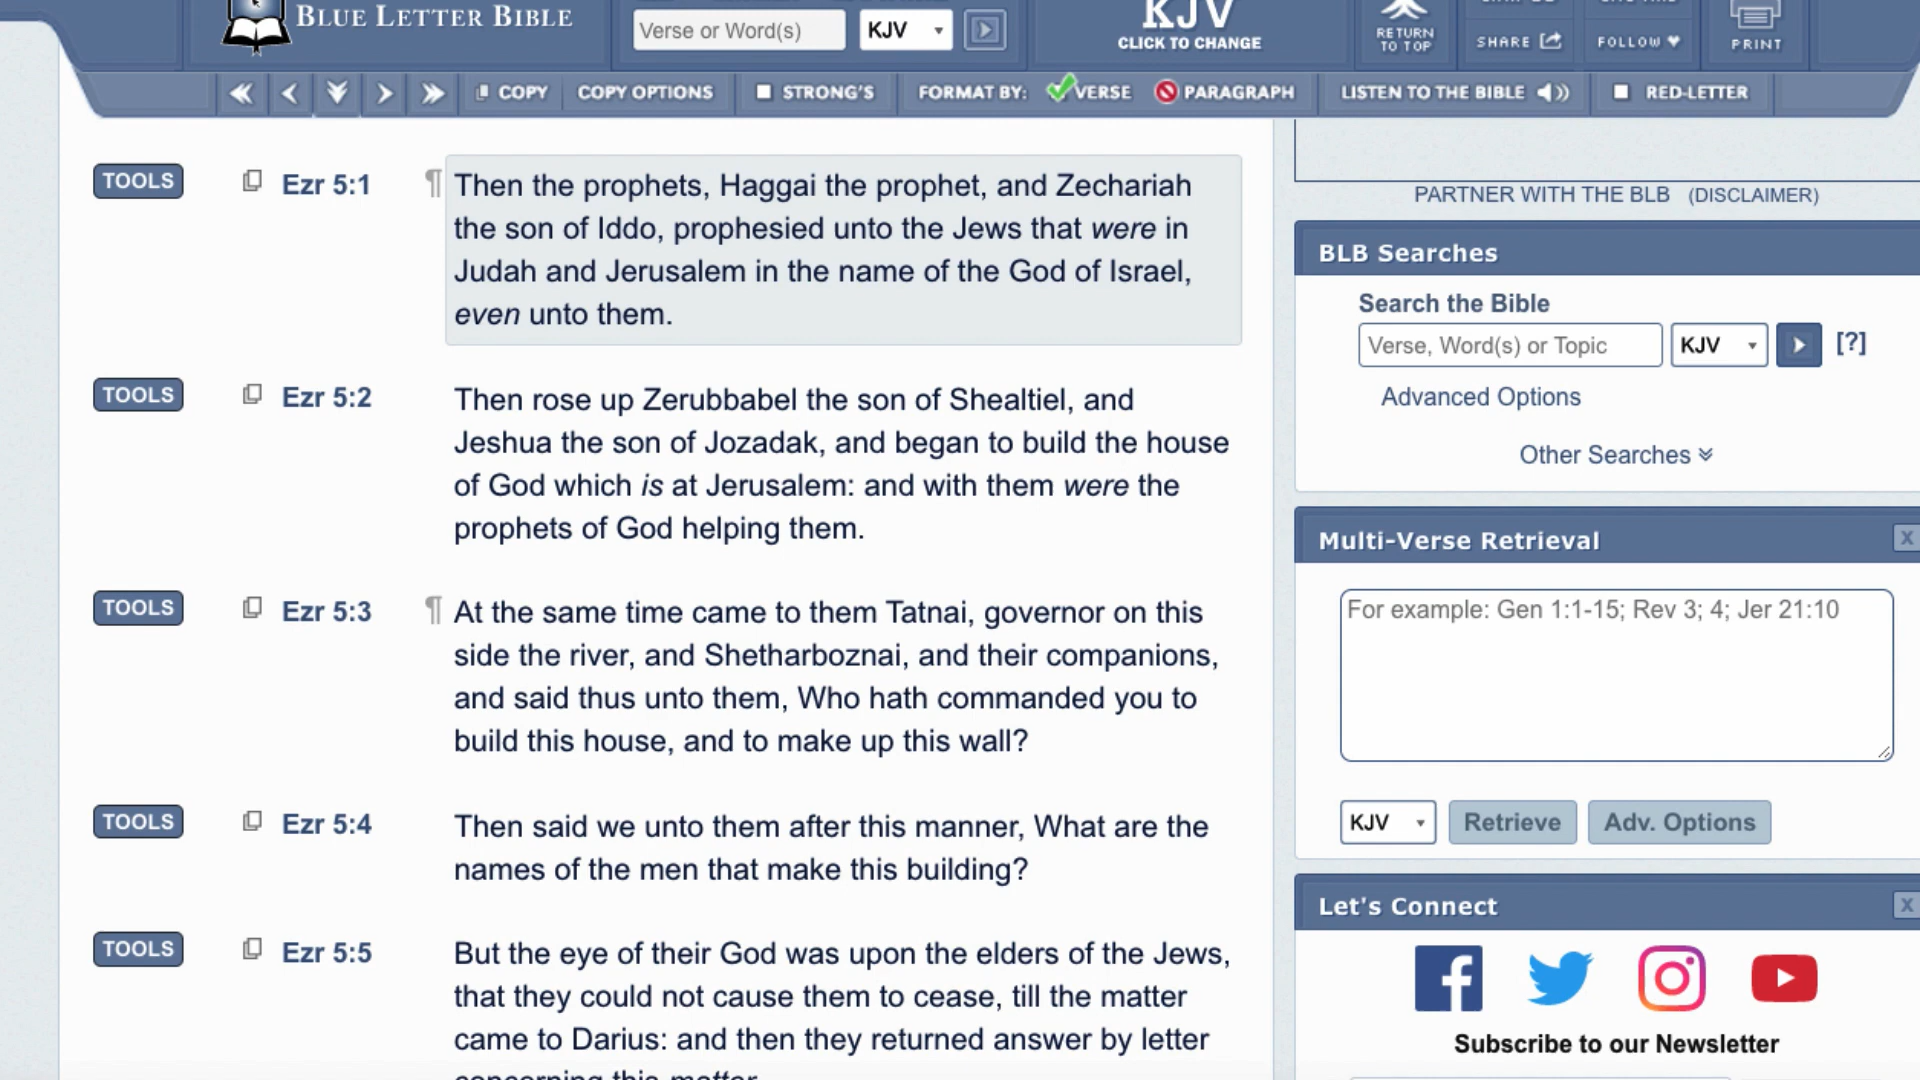 BLUE LETTER BIBLE
Verse or Word(s)
KJV
KJV
CLICK TO CHANGE
RETURN
TO TOP
SHARE
FOLLOW
PRINT
COPY
COPY OPTIONS
STRONG'S
FORMAT BY:
VERSE
PARAGRAPH
LISTEN TO THE BIBLE
RED-LETTER
TOOLS
Ezr 5:1
¶ Then the prophets, Haggai the prophet, and Zechariah
the son of Iddo, prophesied unto the Jews that were in
Judah and Jerusalem in the name of the God of Israel,
even unto them.
TOOLS
Ezr 5:2
Then rose up Zerubbabel the son of Shealtiel, and
Jeshua the son of Jozadak, and began to build the house
of God which is at Jerusalem: and with them were the
prophets of God helping them.
TOOLS
Ezr 5:3
¶ At the same time came to them Tatnai, governor on this
side the river, and Shetharboznai, and their companions,
and said thus unto them, Who hath commanded you to
build this house, and to make up this wall?
TOOLS
Ezr 5:4
Then said we unto them after this manner, What are the
names of the men that make this building?
TOOLS
Ezr 5:5
But the eye of their God was upon the elders of the Jews,
that they could not cause them to cease, till the matter
came to Darius: and then they returned answer by letter
concerning this matter.
PARTNER WITH THE BLB (DISCLAIMER)
BLB Searches
Search the Bible
Verse, Word(s) or Topic
KJV
[?]
Advanced Options
Other Searches
Multi-Verse Retrieval
X
For example: Gen 1:1-15; Rev 3; 4; Jer 21:10
KJV
Retrieve
Adv. Options
Let's Connect
X
Subscribe to our Newsletter